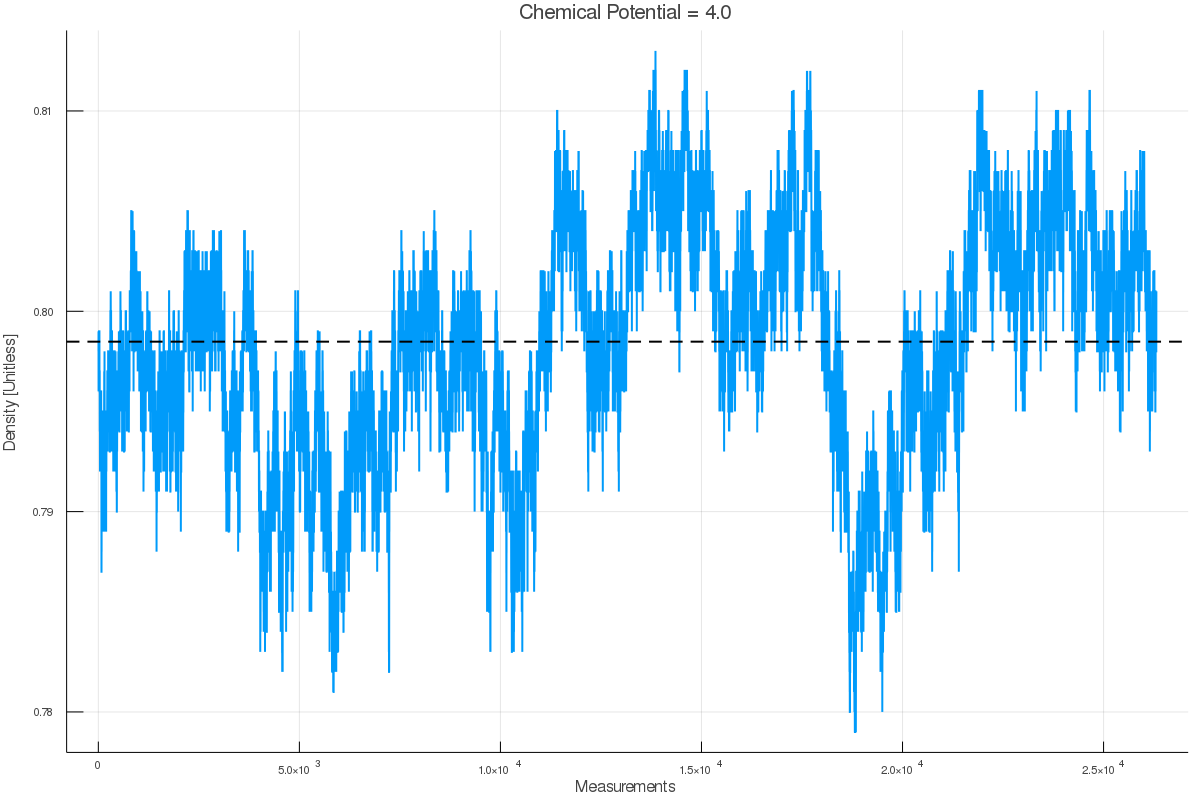 Chemical Potential = 4.0
Density [Unitless]
0.81
0.80
0.79
0.78
0 5.0×10 3 1.0×10 4 1.5×10 4 2.0×10 4 2.5×10 4
Measurements